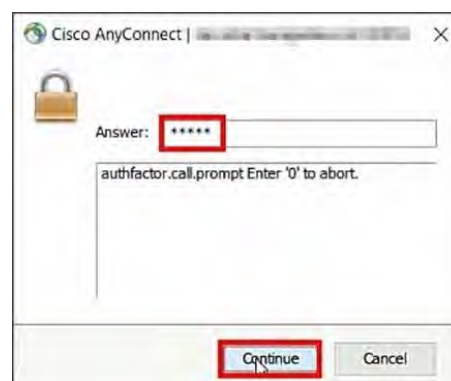 Cisco AnyConnect |
Answer: *****
authfactor.call.prompt Enter '0' to abort.
Continue
Cancel